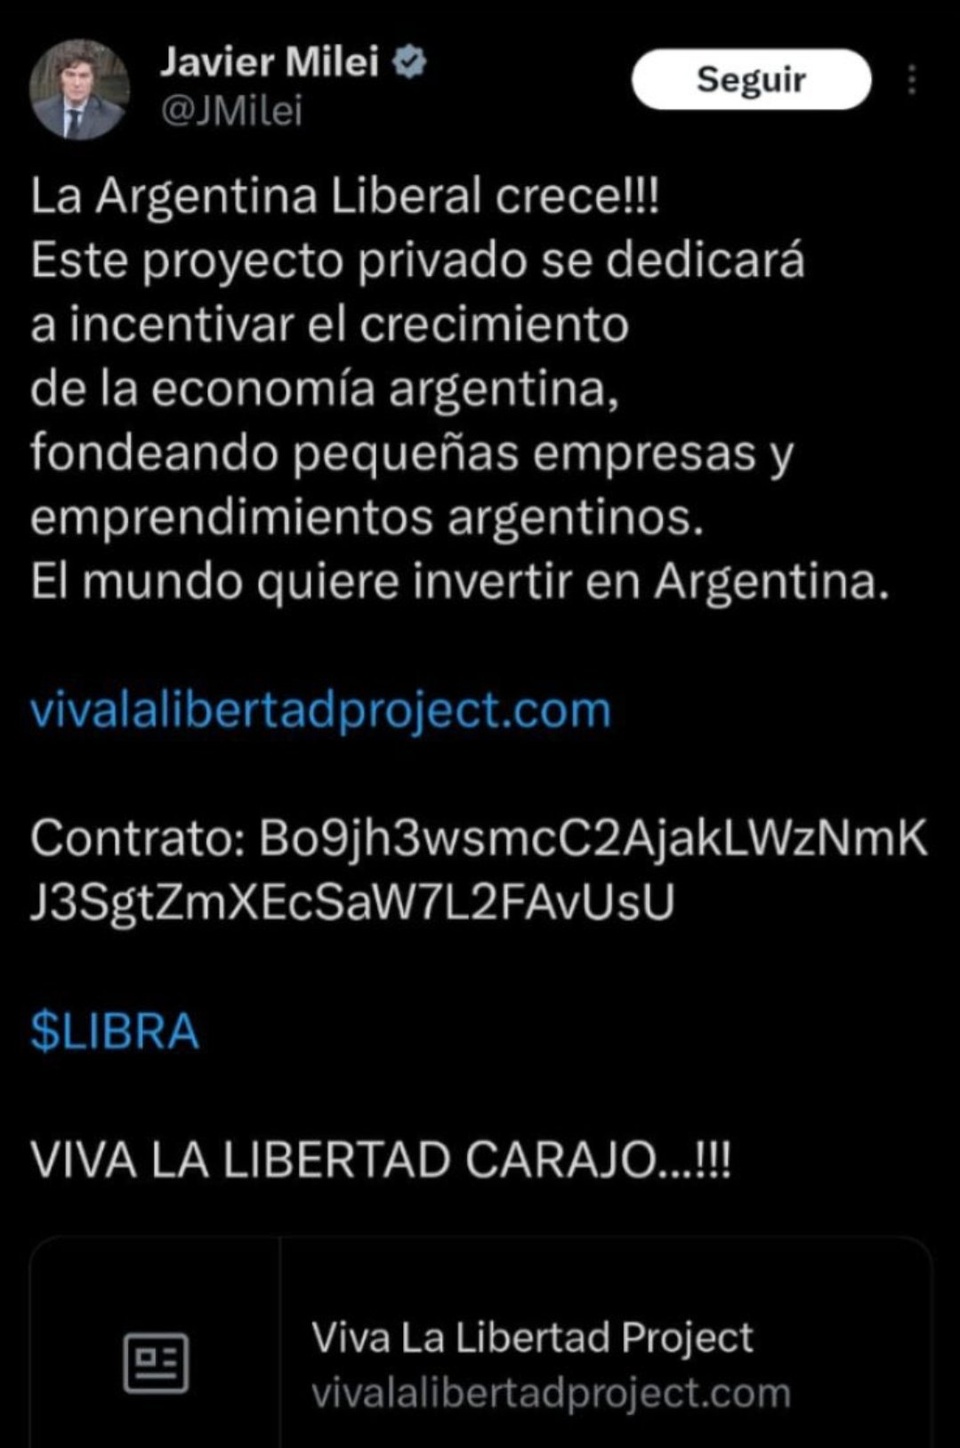 Javier Milei
@JMilei
Seguir
La Argentina Liberal crece!!!
Este proyecto privado se dedicará
a incentivar el crecimiento
de la economía argentina,
fondeando pequeñas empresas y
emprendimientos argentinos.
El mundo quiere invertir en Argentina.
vivalalibertadproject.com
Contrato: Bo9jh3wsmcC2AjakLWzNmK
J3SgtZmXEcSaW7L2FAvUsU
$LIBRA
VIVA LA LIBERTAD CARAJO...!!!
Viva La Libertad Project
vivalalibertadproject.com